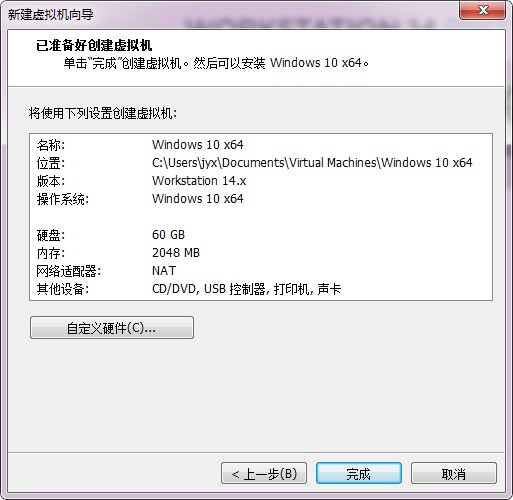 WORKSTATION 14
新建虚拟机向导
已准备好创建虚拟机
单击“完成”创建虚拟机。然后可以安装 Windows 10 x64。
将使用下列设置创建虚拟机:
名称: Windows 10 x64
位置: C:\Users\jyx\Documents\Virtual Machines\Windows 10 x64
版本: Workstation 14.x
操作系统: Windows 10 x64
硬盘: 60 GB
内存: 2048 MB
网络适配器: NAT
其他设备: CD/DVD, USB 控制器, 打印机, 声卡
自定义硬件(C)...
< 上一步(B) 完成 取消